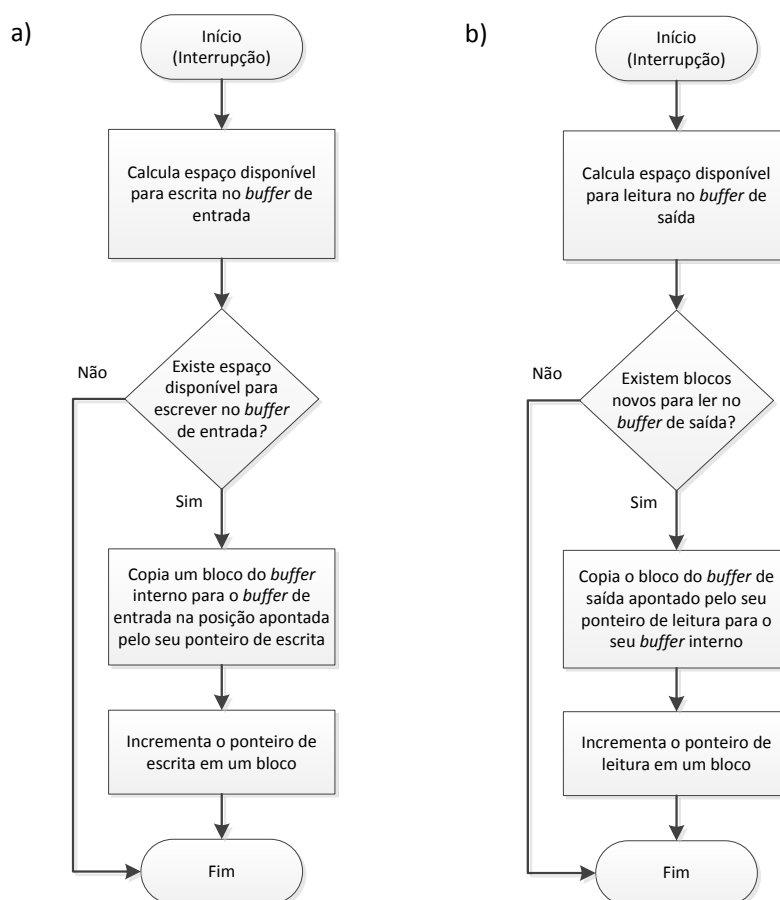 a)
Início
(Interrupção)
Calcula espaço disponível
para escrita no buffer de
entrada
Existe espaço
disponível para
escrever no buffer
de entrada?
Não
Sim
Copia um bloco do buffer
interno para o buffer de
entrada na posição apontada
pelo seu ponteiro de escrita
Incrementa o ponteiro de
escrita em um bloco
Fim
b)
Início
(Interrupção)
Calcula espaço disponível
para leitura no buffer de
saída
Existem blocos
novos para ler no
buffer de saída?
Não
Sim
Copia o bloco do buffer de
saída apontado pelo seu
ponteiro de leitura para o
seu buffer interno
Incrementa o ponteiro de
leitura em um bloco
Fim